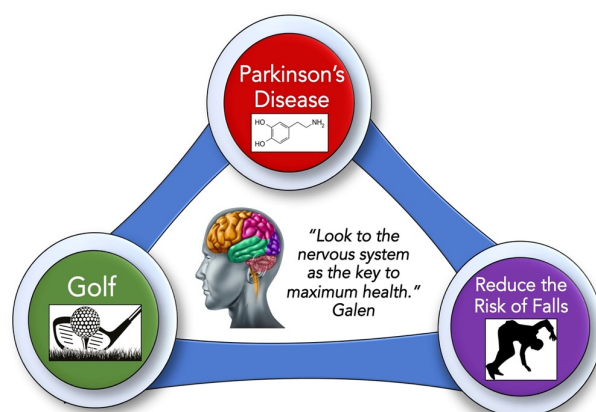 Parkinson's
Disease
HO
NH₂
HO
"Look to the
nervous system
as the key to
maximum health."
Galen
Golf
Reduce the
Risk of Falls